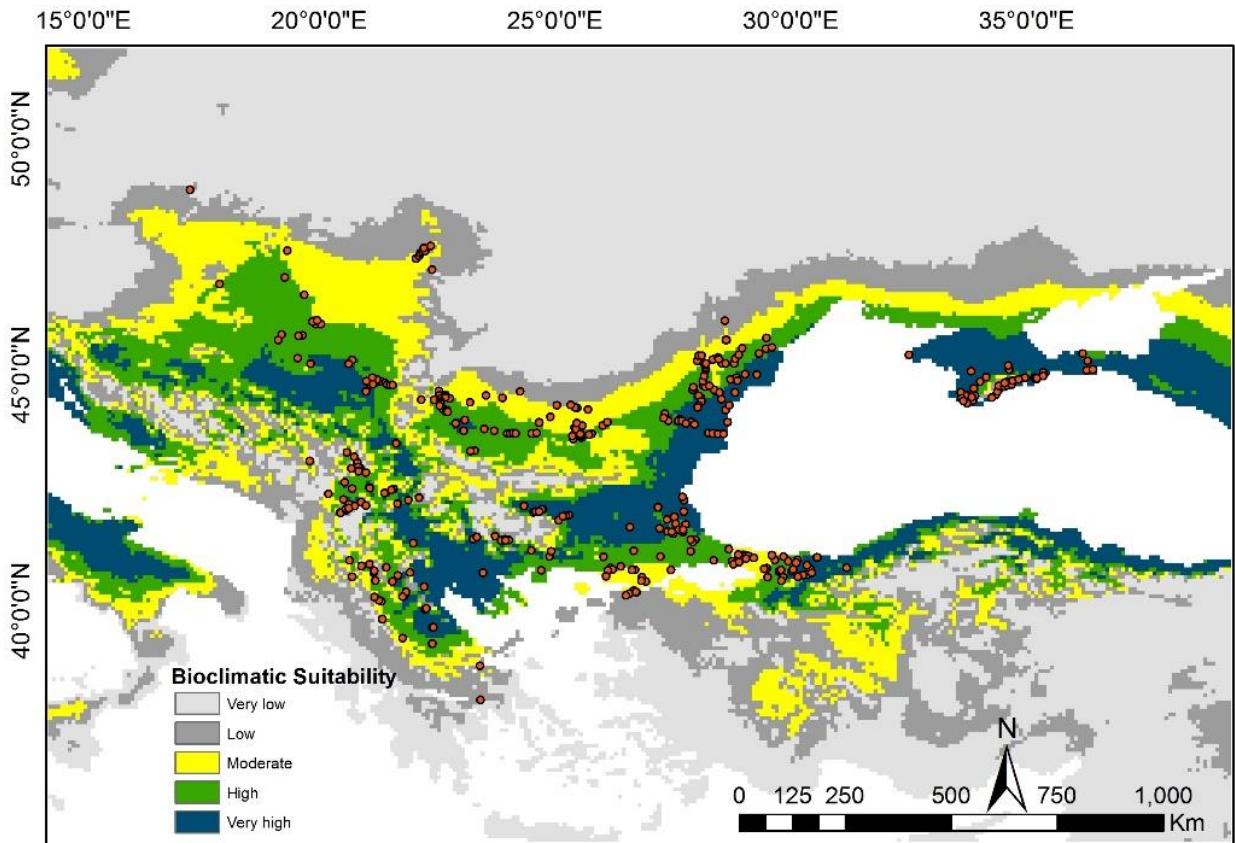 15°0'0"E 20°0'0"E 25°0'0"E 30°0'0"E 35°0'0"E
50°0'0"N
45°0'0"N
40°0'0"N
Bioclimatic Suitability
Very low
Low
Moderate
High
Very high
N
0 125 250 500 750 1,000
Km